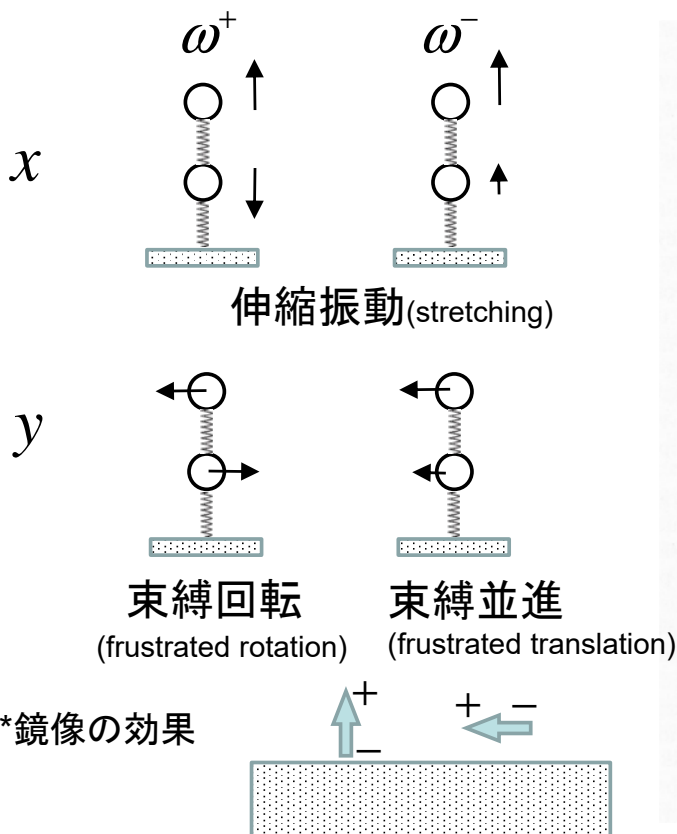 ω⁺ ω⁻
x
伸縮振動(stretching)
y
束縛回転 束縛並進
(frustrated rotation) (frustrated translation)
*鏡像の効果
+ + −
−